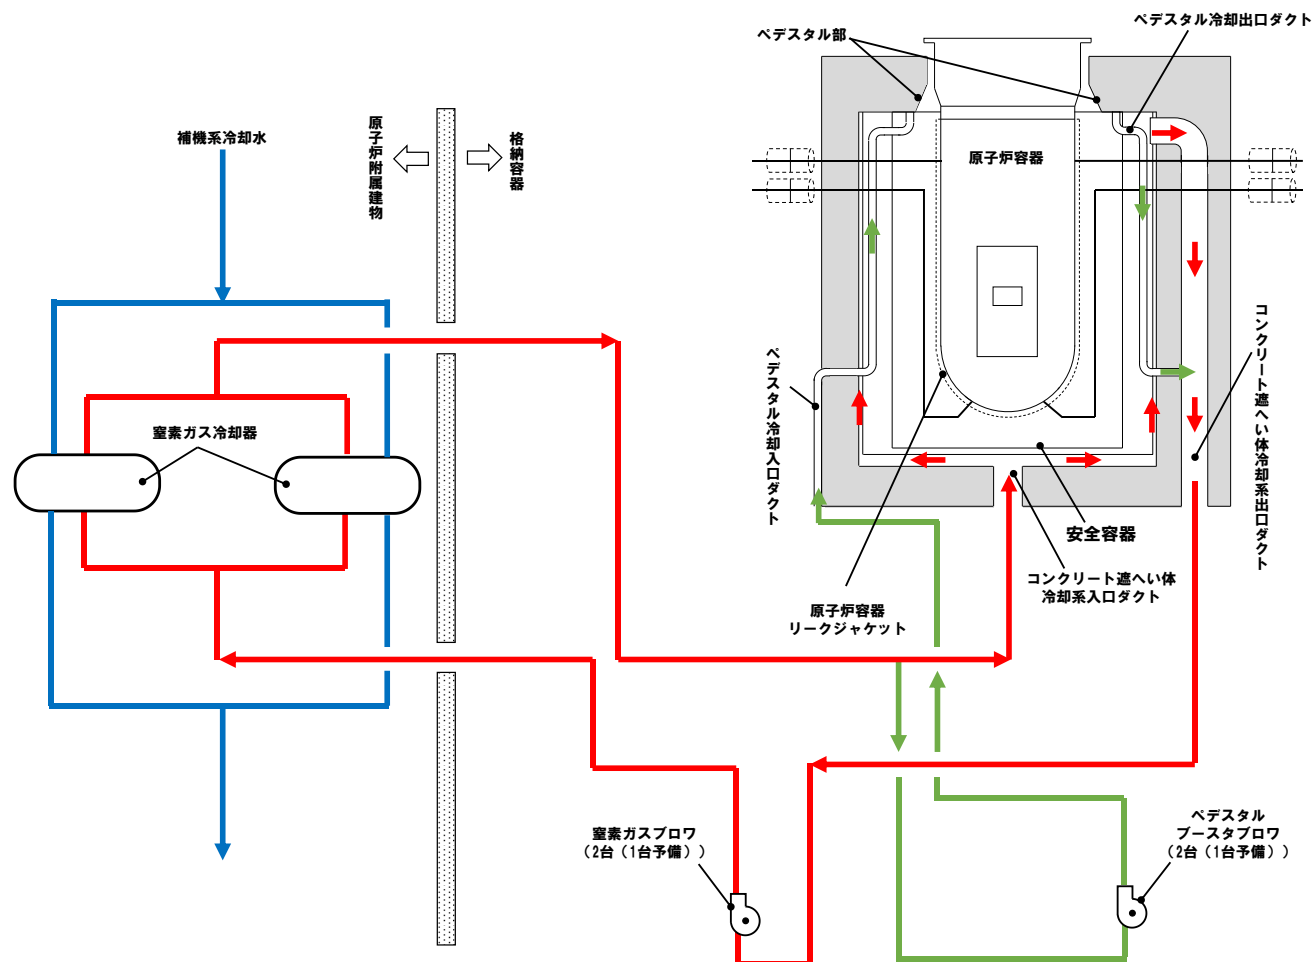 ペデスタル冷却出口ダクト
ペデスタル部
補機系冷却水
原子炉附属建物
格納容器
原子炉容器
コンクリート遮へい体冷却系出口ダクト
ペデスタル冷却入口ダクト
窒素ガス冷却器
安全容器
コンクリート遮へい体
冷却系入口ダクト
原子炉容器
リークジャケット
窒素ガスブロワ
（2台（1台予備））
ペデスタル
ブースタブロワ
（2台（1台予備））